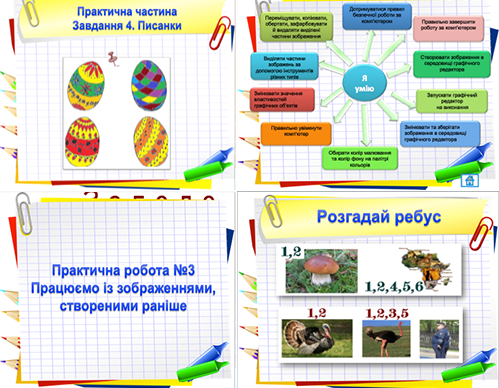 Практична частина
Завдання 4. Писанки
Дотримуватися правил
безпечної роботи за
комп'ютером
Переміщувати, копіювати,
обертати, зафарбовувати
й видаляти виділені
частини зображення
Правильно завершити
роботу за комп'ютером
Виділяти частини
зображень за
допомогою інструментів
різних типів
Я
умію
Створювати зображення в
середовищі графічного
редактора
Змінювати значення
властивостей
графічних об'єктів
Запускати графічний
редактор
на виконання
Правильно увімкнути
комп'ютер
Змінювати та зберігати
зображення в середовищі
графічного редактора
Обирати колір малювання
та колір фону на палітрі
кольорів
Практична робота №3
Працюємо із зображеннями,
створеними раніше
Розгадай ребус
1,2
1,2,4,5,6
1,2
1,2,3,5